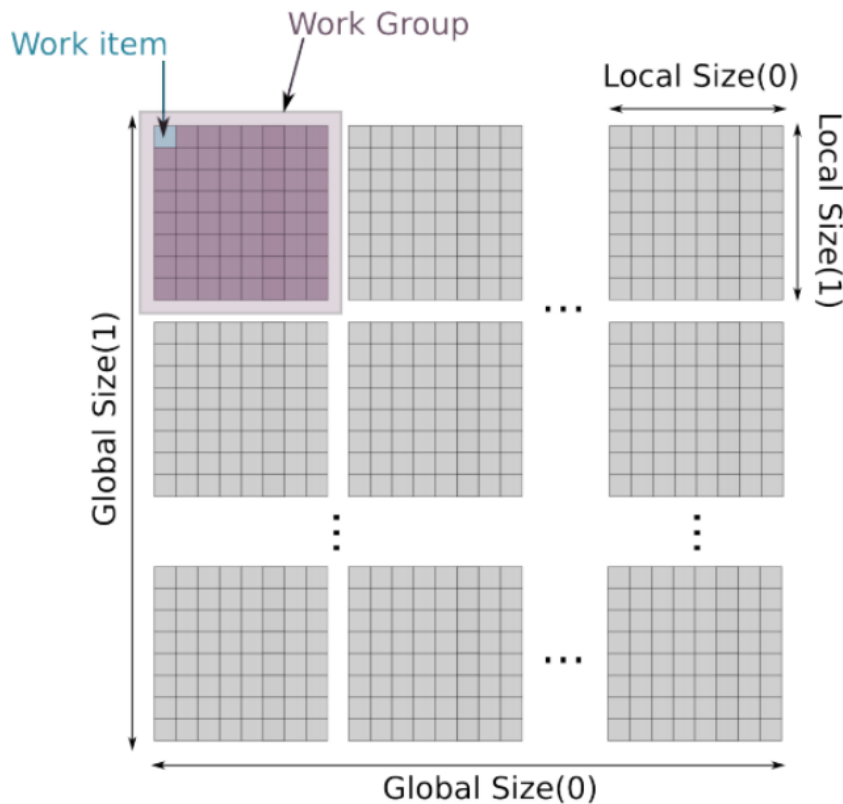 Work Group
Work item
Local Size(0)
Local Size(1)
...
Global Size(1)
...
...
...
Global Size(0)